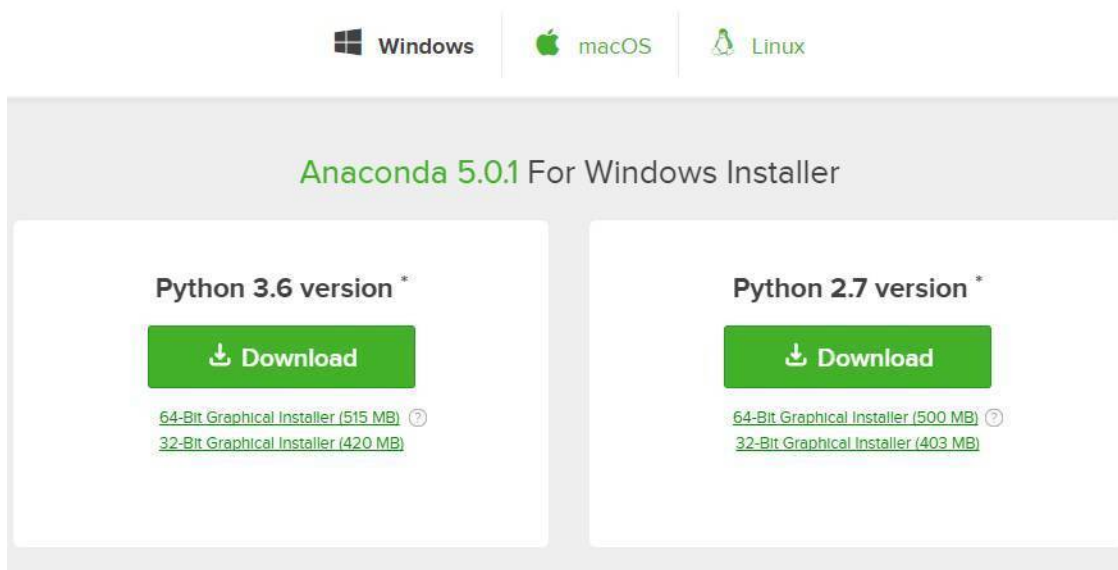 Windows macOS Linux
Anaconda 5.0.1 For Windows Installer
Python 3.6 version *
Download
64-Bit Graphical Installer (515 MB) ?
32-Bit Graphical Installer (420 MB)
Python 2.7 version *
Download
64-Bit Graphical Installer (500 MB) ?
32-Bit Graphical Installer (403 MB)